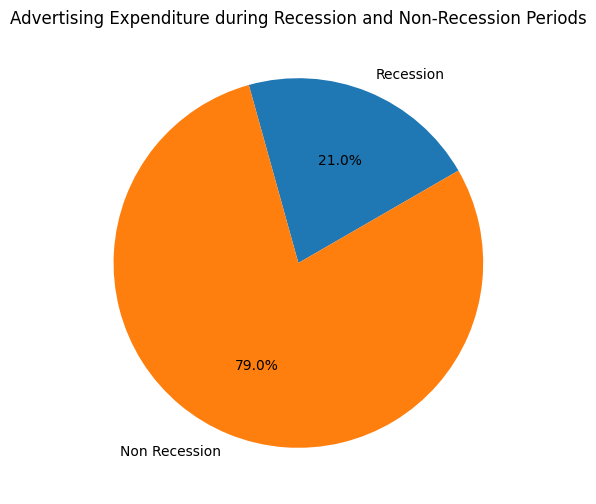 Advertising Expenditure during Recession and Non-Recession Periods
Recession
21.0%
79.0%
Non Recession